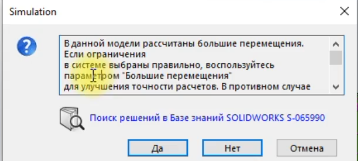 Simulation
В данной модели рассчитаны большие перемещения.
Если ограничения
в системе выбраны правильно, воспользуйтесь
параметром "Большие перемещения"
для улучшения точности расчетов. В противном случае
Поиск решений в Базе знаний SOLIDWORKS S-065990
Да
Нет
Отмена